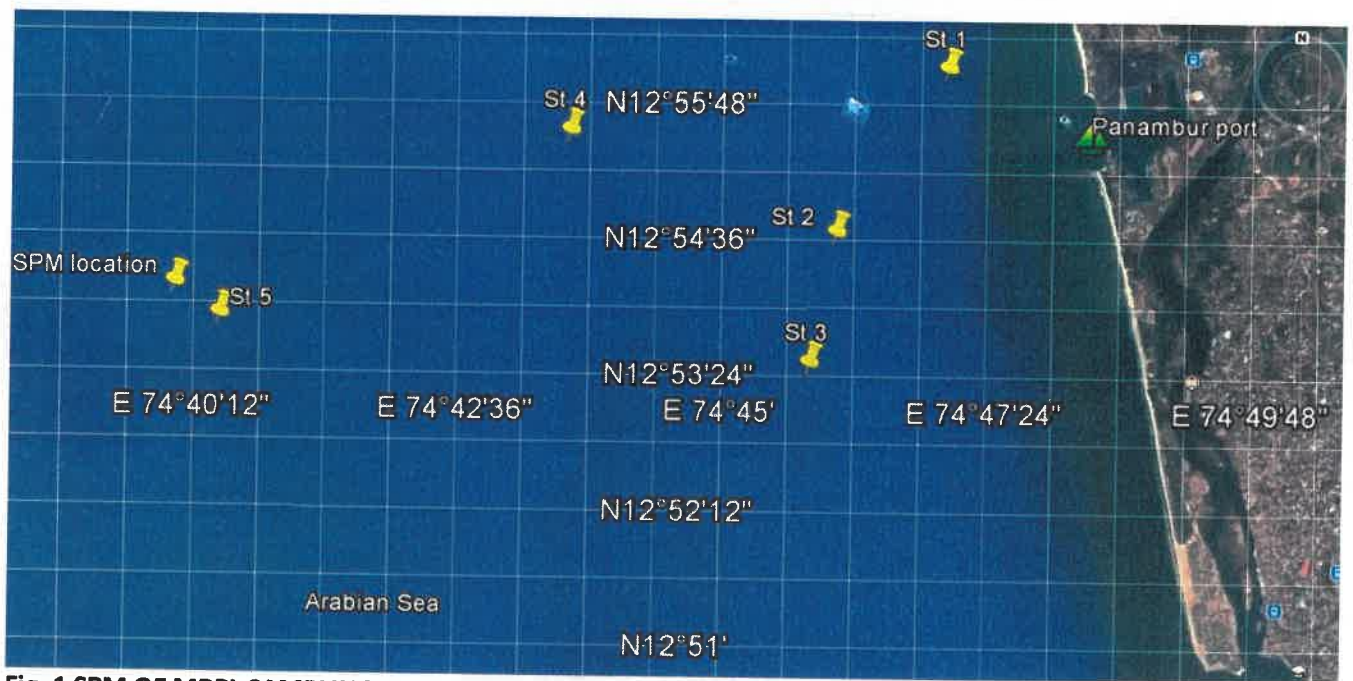 St 1
St 4
N12°55'48"
Panambur port
St 2
N12°54'36"
SPM location
St 5
St 3
N12°53'24"
E 74°40'12"
E 74°42'36"
E 74°45'
E 74°47'24"
E 74°49'48"
N12°52'12"
Arabian Sea
N12°51'
N